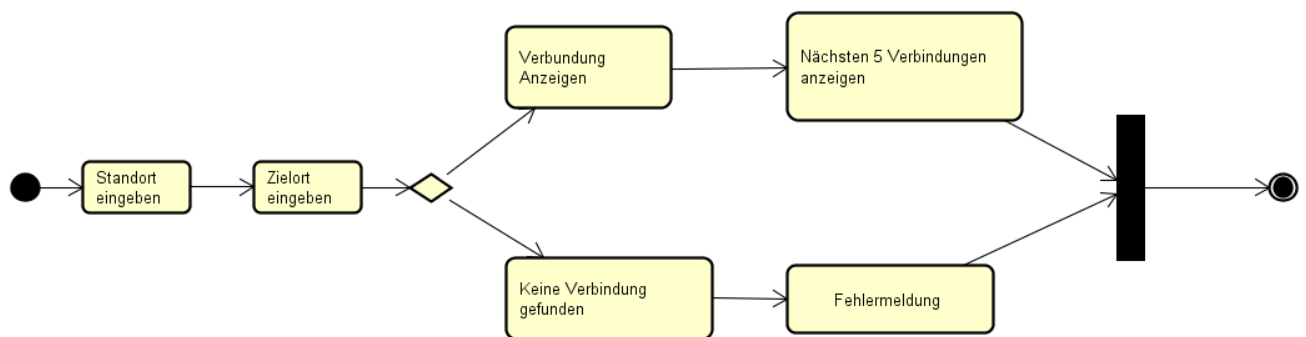 Standort
eingeben
Zielort
eingeben
Verbundung
Anzeigen
Nächsten 5 Verbindungen
anzeigen
Keine Verbindung
gefunden
Fehlermeldung